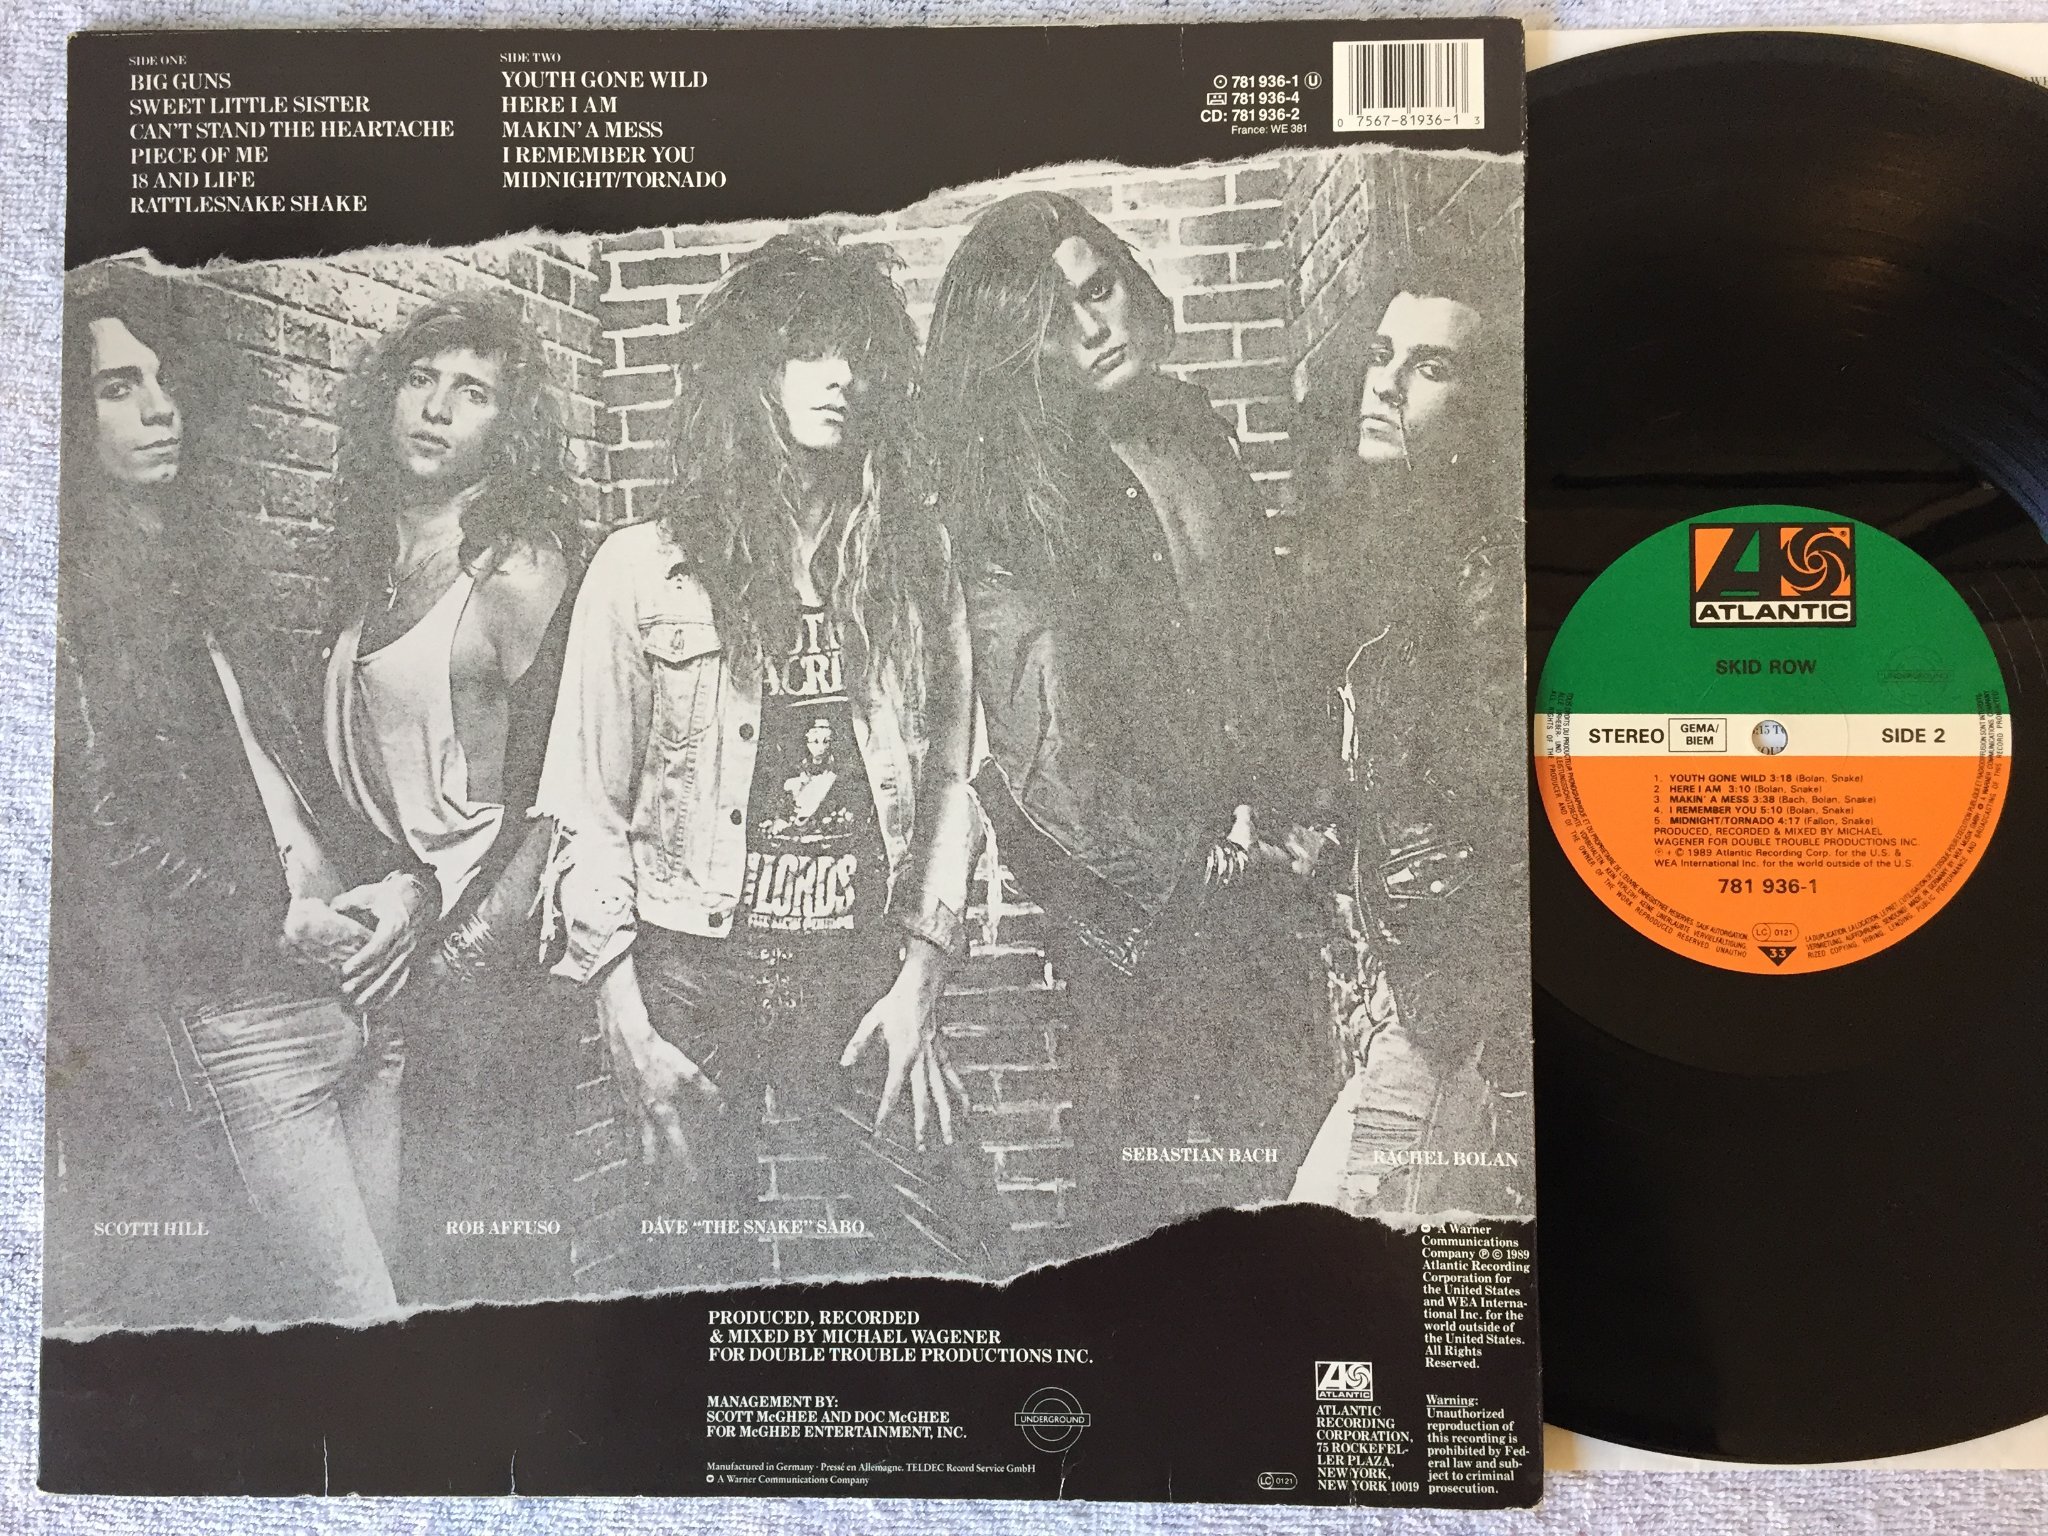 SIDE ONE
BIG GUNS
SWEET LITTLE SISTER
CAN'T STAND THE HEARTACHE
PIECE OF ME
18 AND LIFE
RATTLESNAKE SHAKE
SIDE TWO
YOUTH GONE WILD
HERE I AM
MAKIN' A MESS
I REMEMBER YOU
MIDNIGHT/TORNADO
781 936-1 U
781 936-4
CD: 781 936-2
France: WE 381
0 7567-81936-1 3
LORDS
SCOTTI HILL
ROB AFFUSO
DAVE “THE SNAKE” SABO
SEBASTIAN BACH
RACHEL BOLAN
PRODUCED, RECORDED
& MIXED BY MICHAEL WAGENER
FOR DOUBLE TROUBLE PRODUCTIONS INC.
MANAGEMENT BY:
SCOTT McGHEE AND DOC McGHEE
FOR McGHEE ENTERTAINMENT, INC.
UNDERGROUND
Manufactured in Germany · Pressé en Allemagne. TELDEC Record Service GmbH
A Warner Communications Company
LC 0121
ATLANTIC
ATLANTIC
RECORDING
CORPORATION,
75 ROCKEFEL-
LER PLAZA,
NEW YORK,
NEW YORK 10019
A Warner
Communications
Company ℗ © 1989
Atlantic Recording
Corporation for
the United States
and WEA Interna-
tional Inc. for the
world outside of
the United States.
All Rights
Reserved.
Warning:
Unauthorized
reproduction of
this recording is
prohibited by Fed-
eral law and sub-
ject to criminal
prosecution.
ATLANTIC
SKID ROW
UNDERGROUND
STEREO
GEMA/
BIEM
SIDE 2
1. YOUTH GONE WILD 3:18 (Bolan, Snake)
2. HERE I AM 3:10 (Bolan, Snake)
3. MAKIN' A MESS 3:38 (Bach, Bolan, Snake)
4. I REMEMBER YOU 5:10 (Bolan, Snake)
5. MIDNIGHT/TORNADO 4:17 (Fallon, Snake)
PRODUCED, RECORDED & MIXED BY MICHAEL
WAGENER FOR DOUBLE TROUBLE PRODUCTIONS INC.
℗ + © 1989 Atlantic Recording Corp. for the U.S. &
WEA International Inc. for the world outside of the U.S.
781 936-1
LC 0121
33